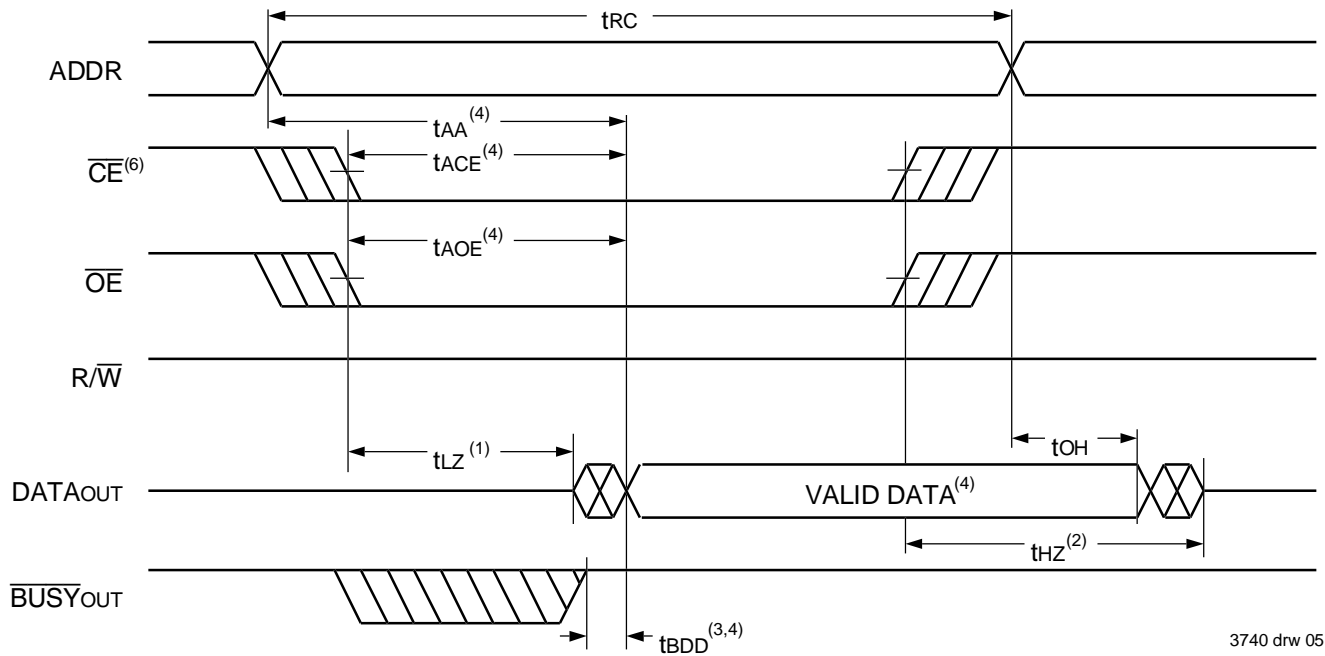 tRC
ADDR
tAA(4)
CE(6)
tACE(4)
tAOE(4)
OE
R/W
tLZ(1)
tOH
DATAOUT
VALID DATA(4)
tHZ(2)
BUSYOUT
tBDD(3,4)
3740 drw 05